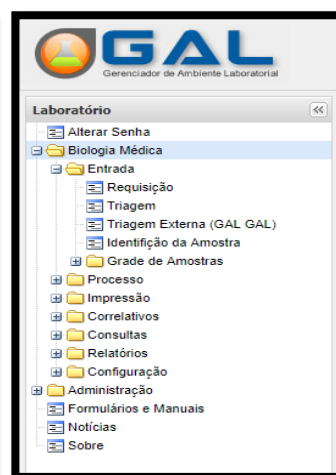 GAL
Gerenciador de Ambiente Laboratorial
Laboratório
Alterar Senha
Biologia Médica
Entrada
Requisição
Triagem
Triagem Externa (GAL GAL)
Identifição da Amostra
Grade de Amostras
Processo
Impressão
Correlativos
Consultas
Relatórios
Configuração
Administração
Formulários e Manuais
Notícias
Sobre